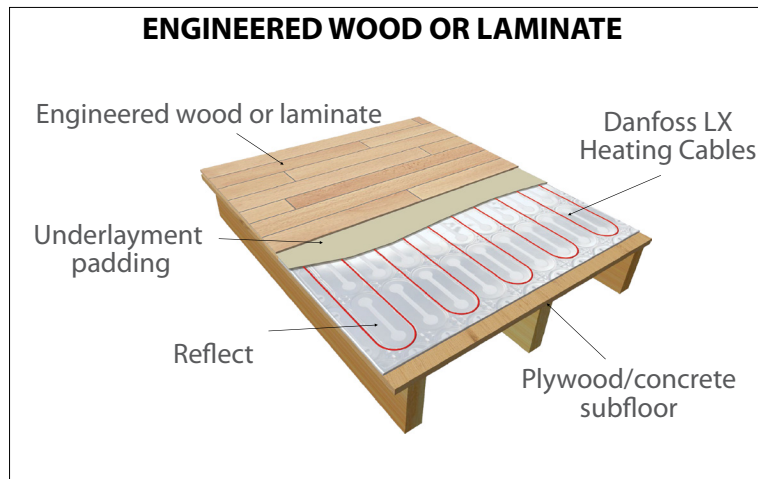 ENGINEERED WOOD OR LAMINATE
Engineered wood or laminate
Danfoss LX
Heating Cables
Underlayment
padding
Reflect
Plywood/concrete
subfloor